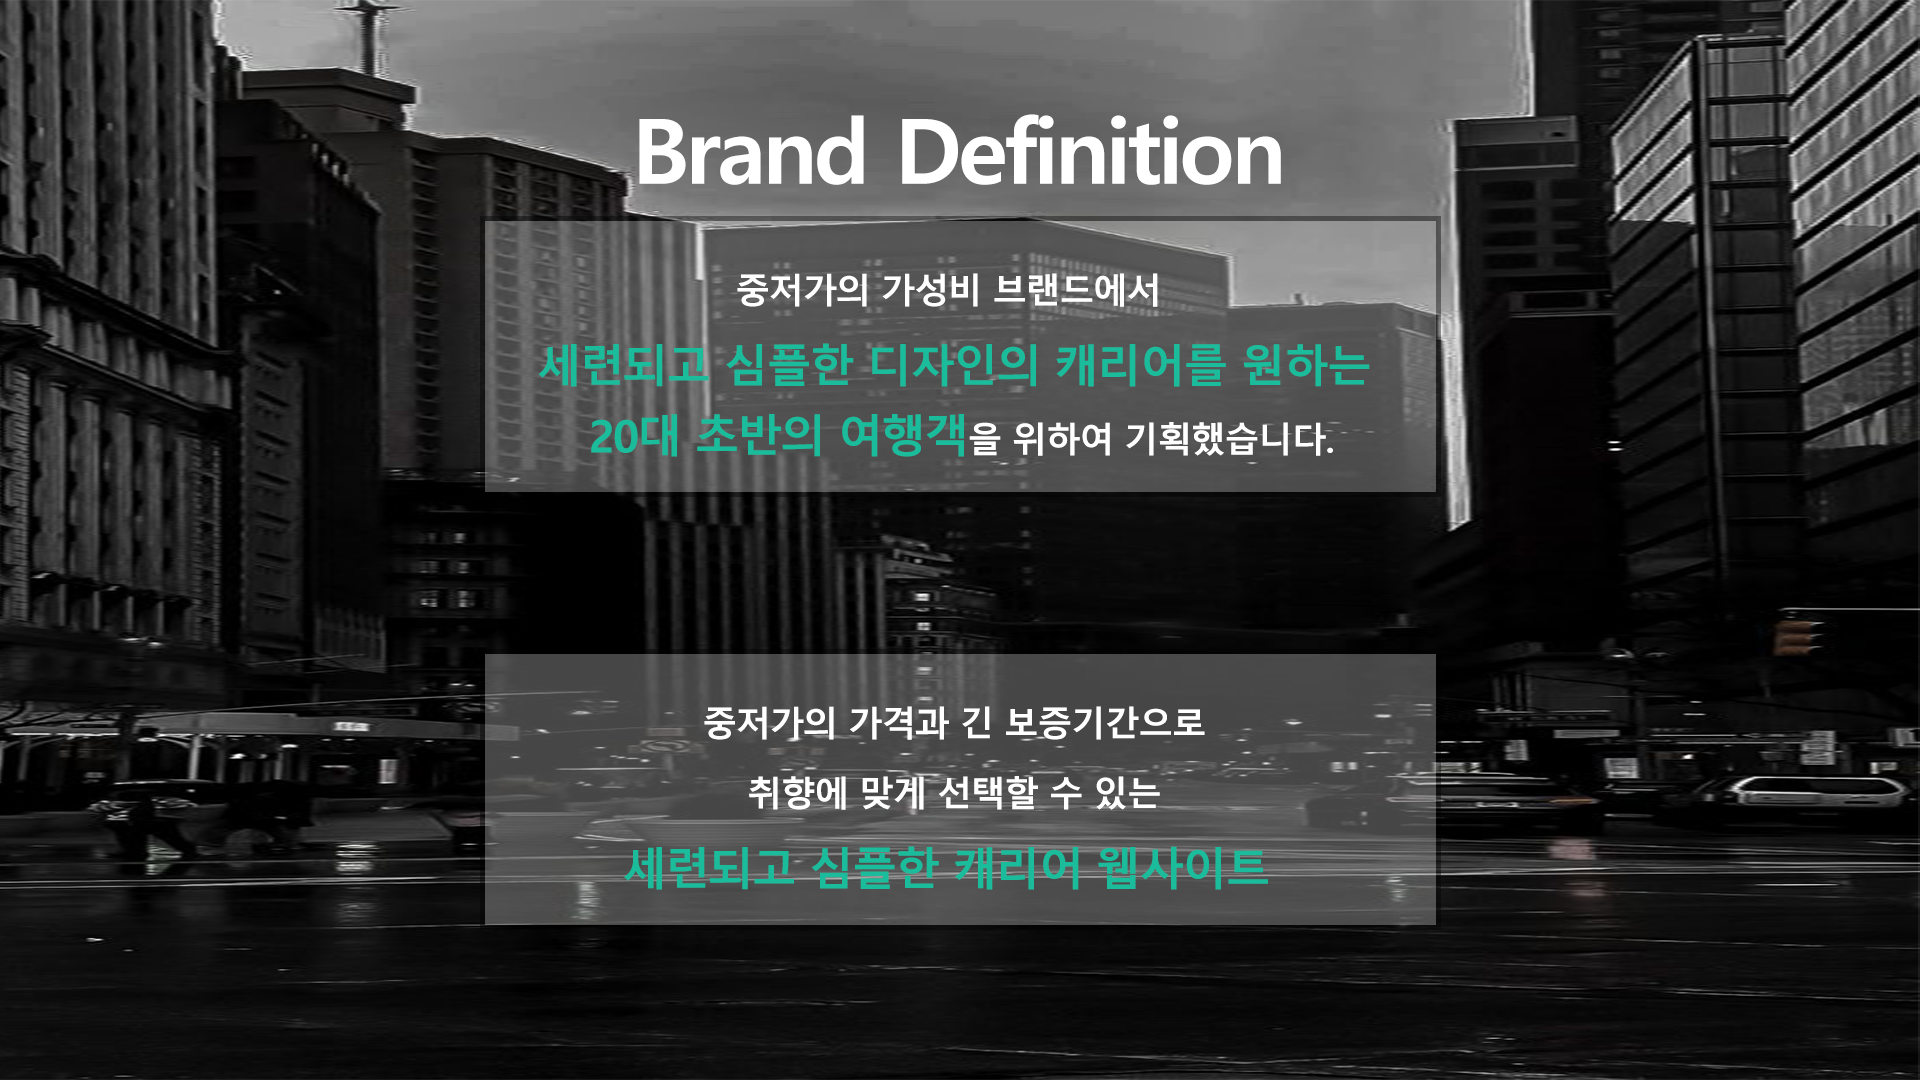 Brand Definition
중저가의 가성비 브랜드에서
세련되고 심플한 디자인의 캐리어를 원하는
20대 초반의 여행객을 위하여 기획했습니다.
중저가의 가격과 긴 보증기간으로
취향에 맞게 선택할 수 있는
세련되고 심플한 캐리어 웹사이트